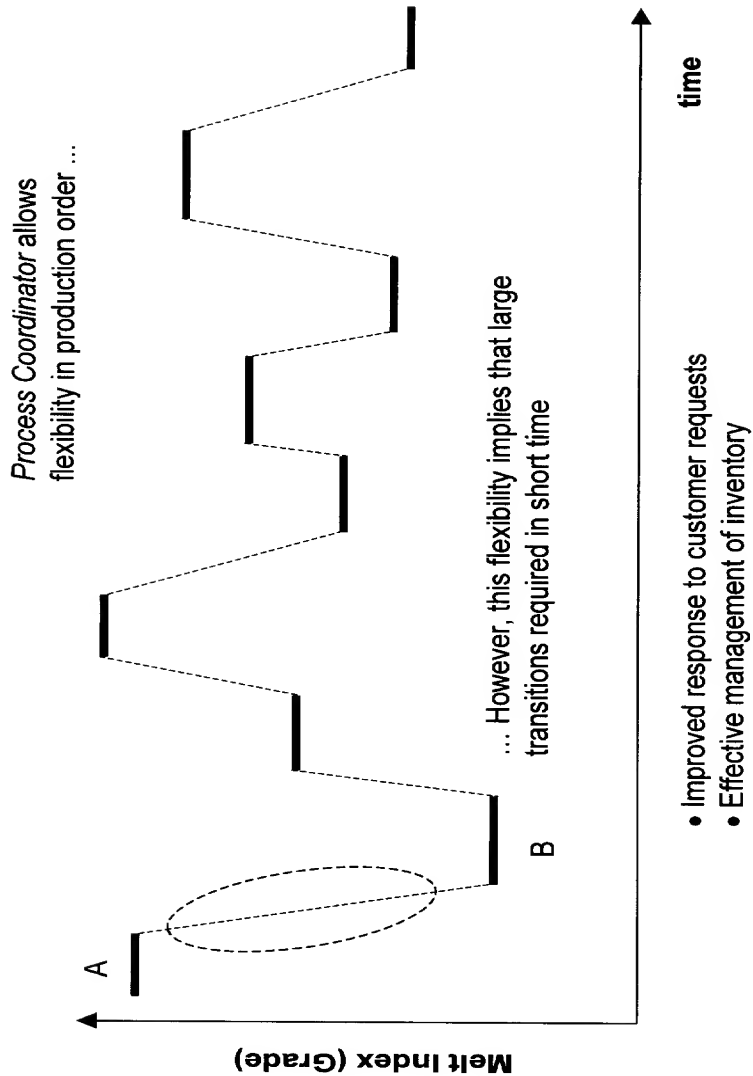 Process Coordinator allows
flexibility in production order ...
A
B
... However, this flexibility implies that large
transitions required in short time
Melt Index (Grade)
time
• Improved response to customer requests
• Effective management of inventory